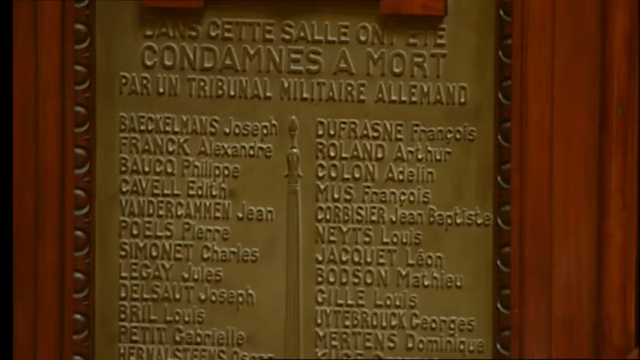 DANS CETTE SALLE ONT ETE
CONDAMNES A MORT
PAR UN TRIBUNAL MILITAIRE ALLEMAND
BAECKELMANS Joseph
FRANCK Alexandre
BAUCQ Philippe
CAVELL Edith
VANDERCAMMEN Jean
POELS Pierre
SIMONET Charles
LEGAY Jules
DELSAUT Joseph
BRIL Louis
PETIT Gabrielle
HERNALSTEENS Oscar
DUFRASNE François
ROLAND Arthur
COLON Adelin
MUS François
CORBISIER Jean Baptiste
NEYTS Louis
JACQUET Léon
BODSON Mathieu
GILLE Louis
UYTEBROUCK Georges
MERTENS Dominique